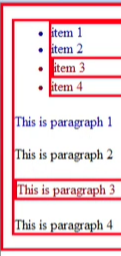 item 1
item 2
item 3
item 4
This is paragraph 1
This is paragraph 2
This is paragraph 3
This is paragraph 4